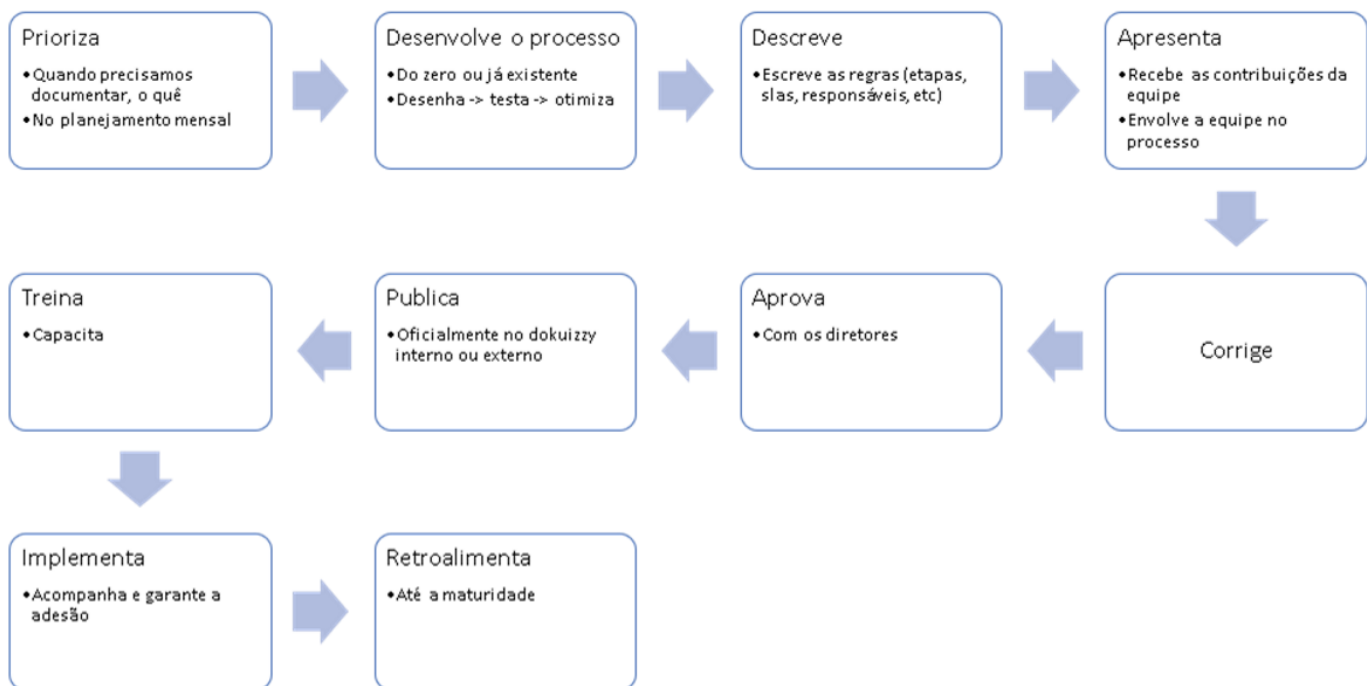 Prioriza
•Quando precisamos
documentar, o quê
•No planejamento mensal
Desenvolve o processo
•Do zero ou já existente
•Desenha -> testa -> otimiza
Descreve
•Escreve as regras (etapas,
slas, responsáveis, etc)
Apresenta
•Recebe as contribuições da
equipe
•Envolve a equipe no
processo
Corrige
Aprova
•Com os diretores
Publica
•Oficialmente no dokuizzy
interno ou externo
Treina
•Capacita
Implementa
•Acompanha e garante a
adesão
Retroalimenta
•Até a maturidade